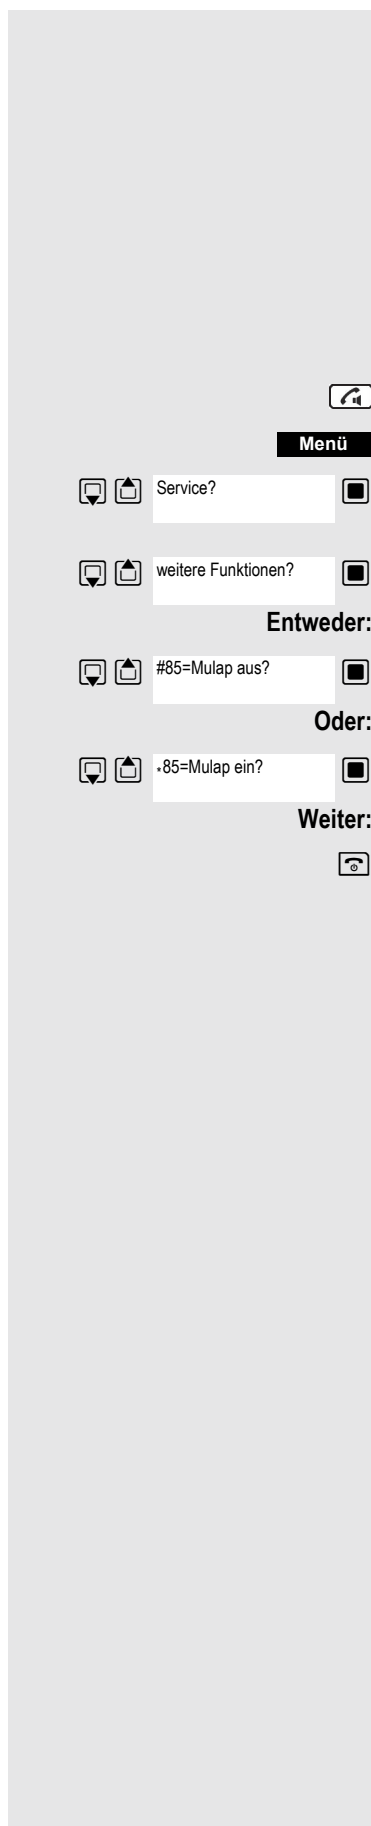 Menü
Service?
weitere Funktionen?
Entweder:
#85=Mulap aus?
Oder:
*85=Mulap ein?
Weiter: